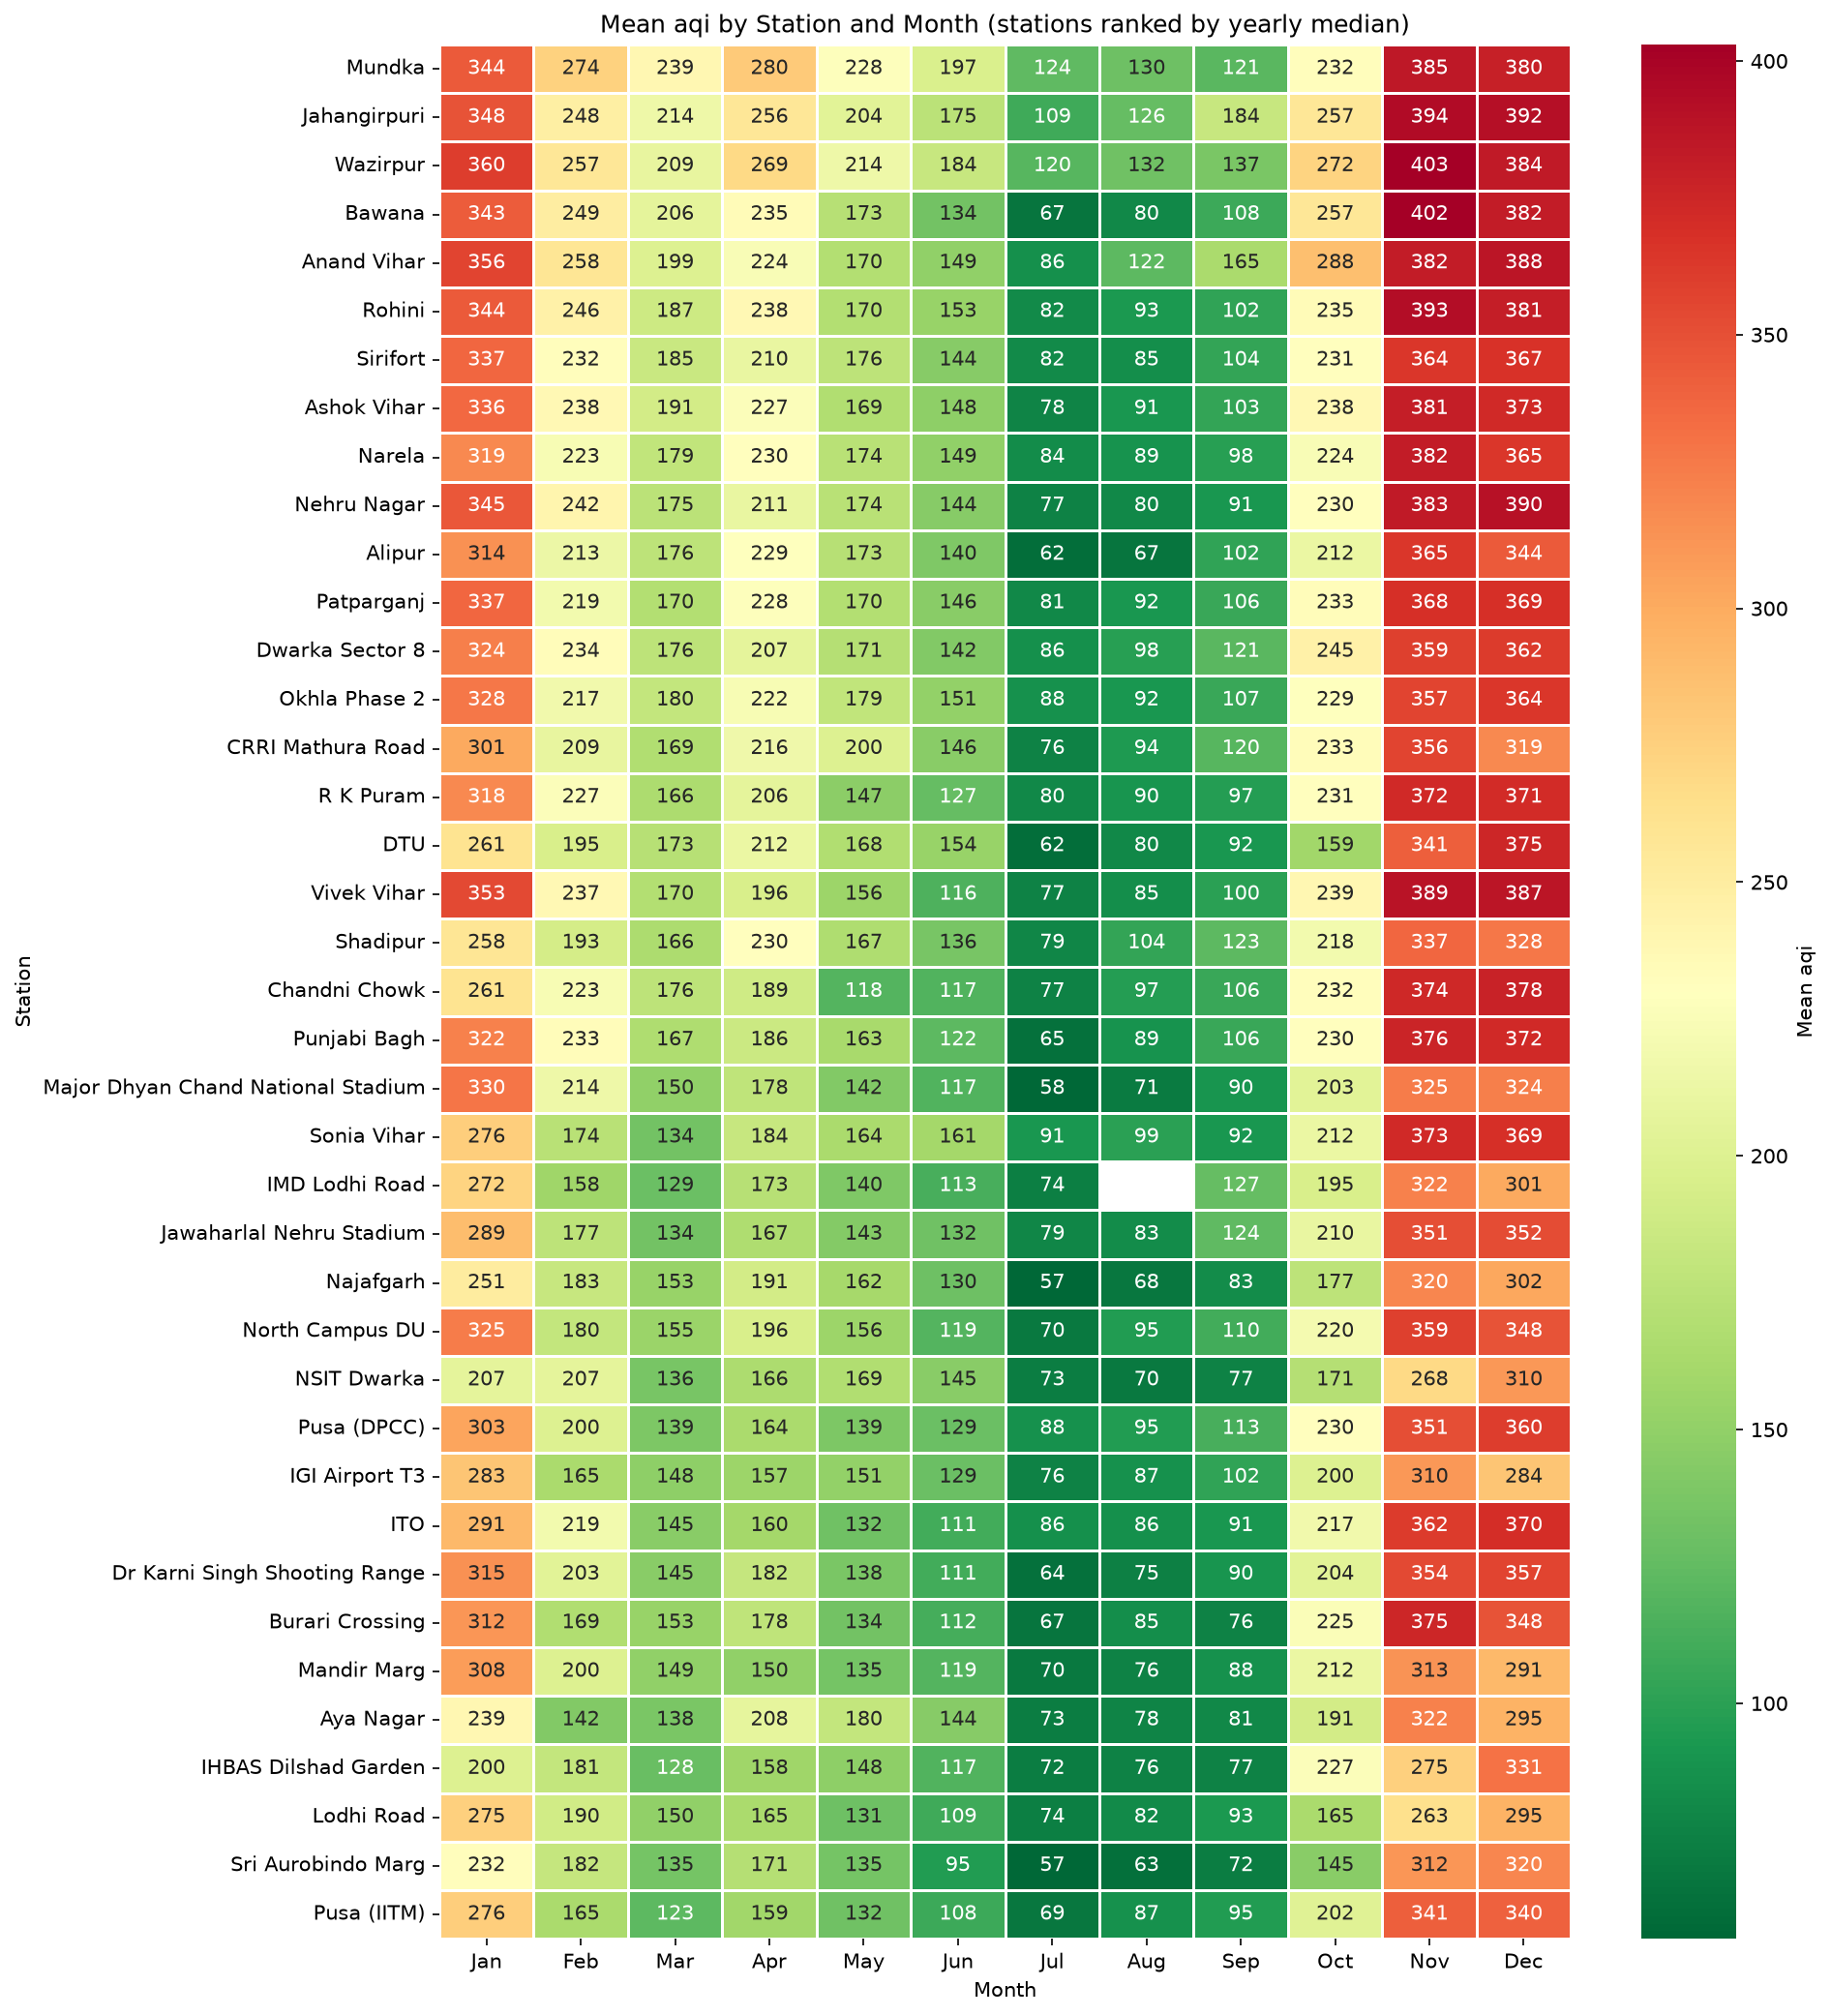 Mean aqi by Station and Month (stations ranked by yearly median)
Mundka 344 274 239 280 228 197 124 130 121 232 385 380
Jahangirpuri 348 248 214 256 204 175 109 126 184 257 394 392
Wazirpur 360 257 209 269 214 184 120 132 137 272 403 384
Bawana 343 249 206 235 173 134 67 80 108 257 402 382
Anand Vihar 356 258 199 224 170 149 86 122 165 288 382 388
Rohini 344 246 187 238 170 153 82 93 102 235 393 381
Sirifort 337 232 185 210 176 144 82 85 104 231 364 367
Ashok Vihar 336 238 191 227 169 148 78 91 103 238 381 373
Narela 319 223 179 230 174 149 84 89 98 224 382 365
Nehru Nagar 345 242 175 211 174 144 77 80 91 230 383 390
Alipur 314 213 176 229 173 140 62 67 102 212 365 344
Patparganj 337 219 170 228 170 146 81 92 106 233 368 369
Dwarka Sector 8 324 234 176 207 171 142 86 98 121 245 359 362
Okhla Phase 2 328 217 180 222 179 151 88 92 107 229 357 364
CRRI Mathura Road 301 209 169 216 200 146 76 94 120 233 356 319
R K Puram 318 227 166 206 147 127 80 90 97 231 372 371
DTU 261 195 173 212 168 154 62 80 92 159 341 375
Vivek Vihar 353 237 170 196 156 116 77 85 100 239 389 387
Shadipur 258 193 166 230 167 136 79 104 123 218 337 328
Chandni Chowk 261 223 176 189 118 117 77 97 106 232 374 378
Punjabi Bagh 322 233 167 186 163 122 65 89 106 230 376 372
Major Dhyan Chand National Stadium 330 214 150 178 142 117 58 71 90 203 325 324
Sonia Vihar 276 174 134 184 164 161 91 99 92 212 373 369
IMD Lodhi Road 272 158 129 173 140 113 74 127 195 322 301
Jawaharlal Nehru Stadium 289 177 134 167 143 132 79 83 124 210 351 352
Najafgarh 251 183 153 191 162 130 57 68 83 177 320 302
North Campus DU 325 180 155 196 156 119 70 95 110 220 359 348
NSIT Dwarka 207 207 136 166 169 145 73 70 77 171 268 310
Pusa (DPCC) 303 200 139 164 139 129 88 95 113 230 351 360
IGI Airport T3 283 165 148 157 151 129 76 87 102 200 310 284
ITO 291 219 145 160 132 111 86 86 91 217 362 370
Dr Karni Singh Shooting Range 315 203 145 182 138 111 64 75 90 204 354 357
Burari Crossing 312 169 153 178 134 112 67 85 76 225 375 348
Mandir Marg 308 200 149 150 135 119 70 76 88 212 313 291
Aya Nagar 239 142 138 208 180 144 73 78 81 191 322 295
IHBAS Dilshad Garden 200 181 128 158 148 117 72 76 77 227 275 331
Lodhi Road 275 190 150 165 131 109 74 82 93 165 263 295
Sri Aurobindo Marg 232 182 135 171 135 95 57 63 72 145 312 320
Pusa (IITM) 276 165 123 159 132 108 69 87 95 202 341 340
Jan Feb Mar Apr May Jun Jul Aug Sep Oct Nov Dec
Month
Station
400
350
300
250
200
150
100
Mean aqi